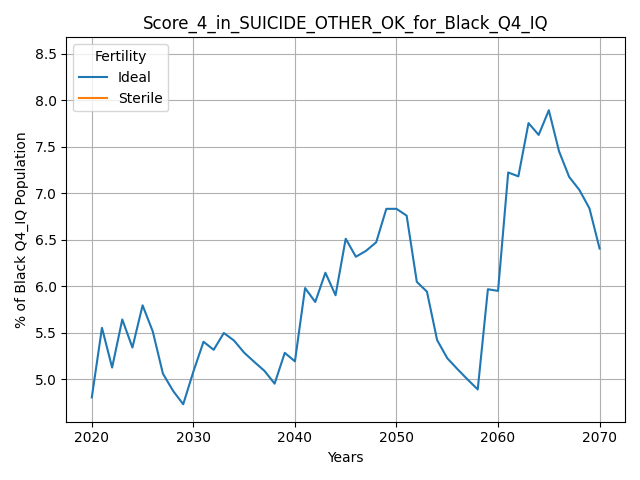 Score_4_in_SUICIDE_OTHER_OK_for_Black_Q4_IQ
Fertility
Ideal
Sterile
% of Black Q4_IQ Population
8.5
8.0
7.5
7.0
6.5
6.0
5.5
5.0
2020 2030 2040 2050 2060 2070
Years